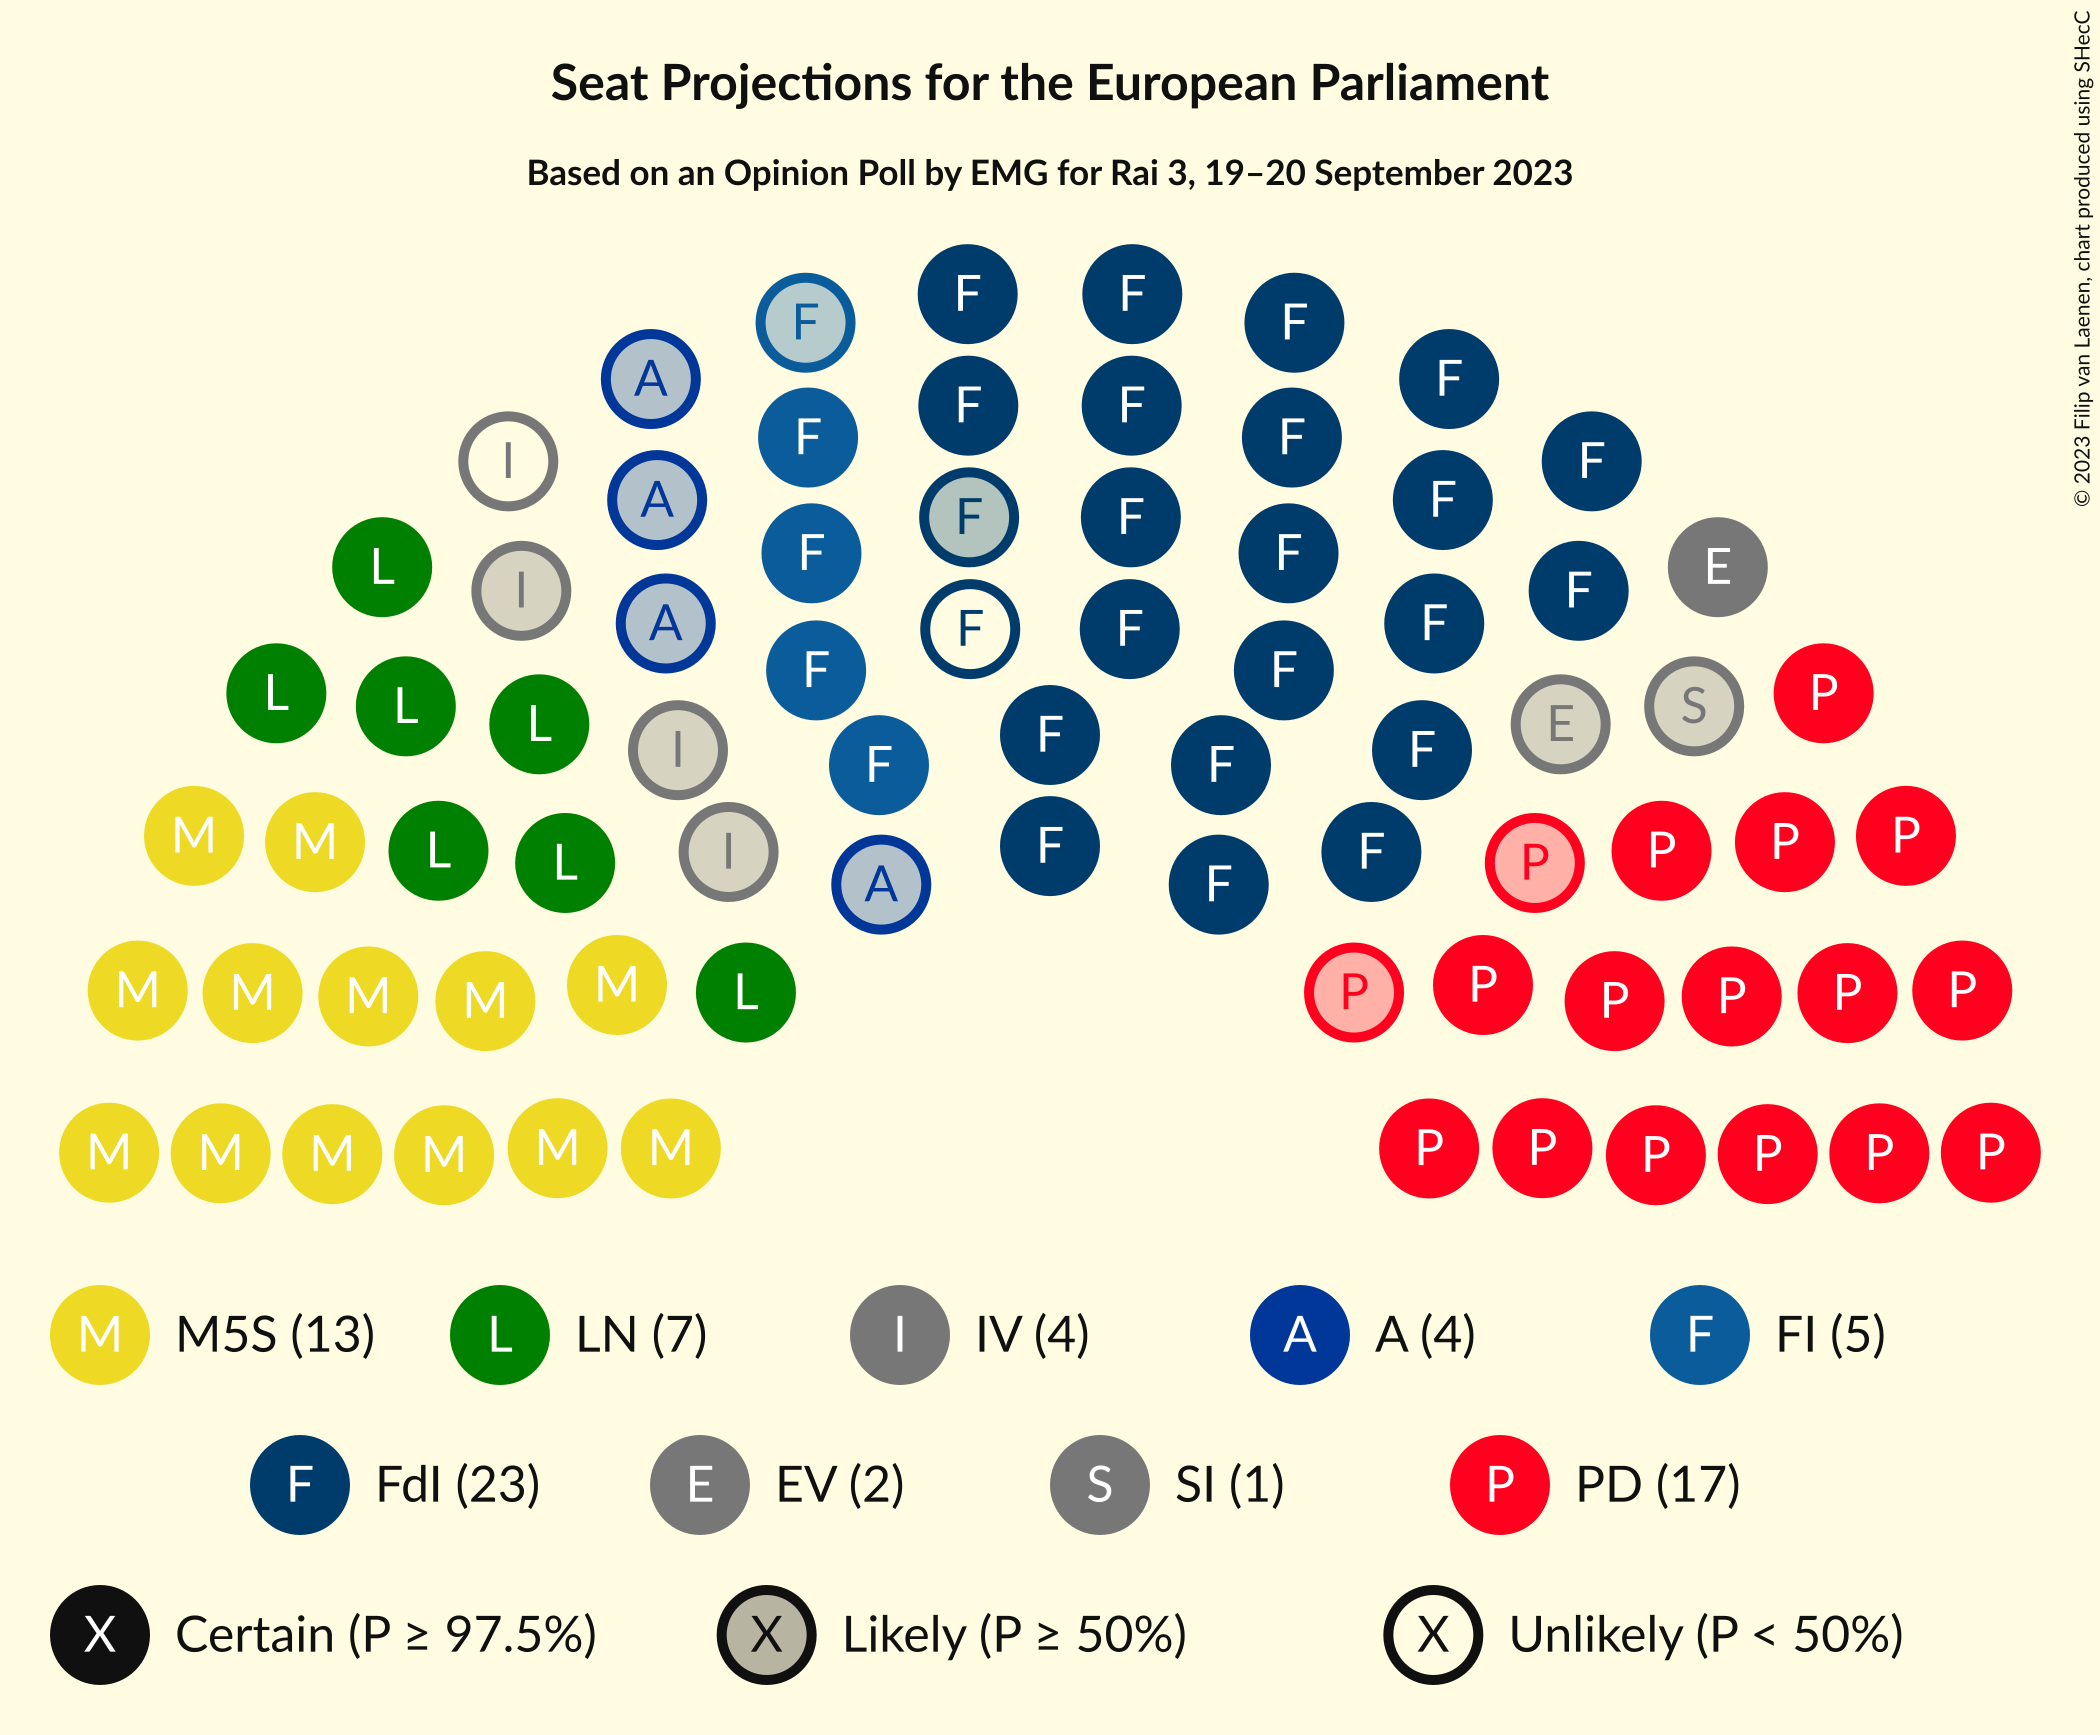 Seat Projections for the European Parliament
Based on an Opinion Poll by EMG for Rai 3, 19–20 September 2023
© 2023 Filip van Laenen, chart produced using SHecC
F F
F F
A F
F F
I F
F F
A F
L F F E
F F
I F
A F
F F
F F
L P
L S
L E
F
I F
F F
M P
M P
F
L I F P
L P
A F
M P
M P
M P
M P
M P
L P
M M M M M M P P P P P P
M M5S (13) L LN (7) I IV (4) A A (4) F FI (5)
F FdI (23) E EV (2) S SI (1) P PD (17)
X Certain (P ≥ 97.5%) X Likely (P ≥ 50%) X Unlikely (P < 50%)